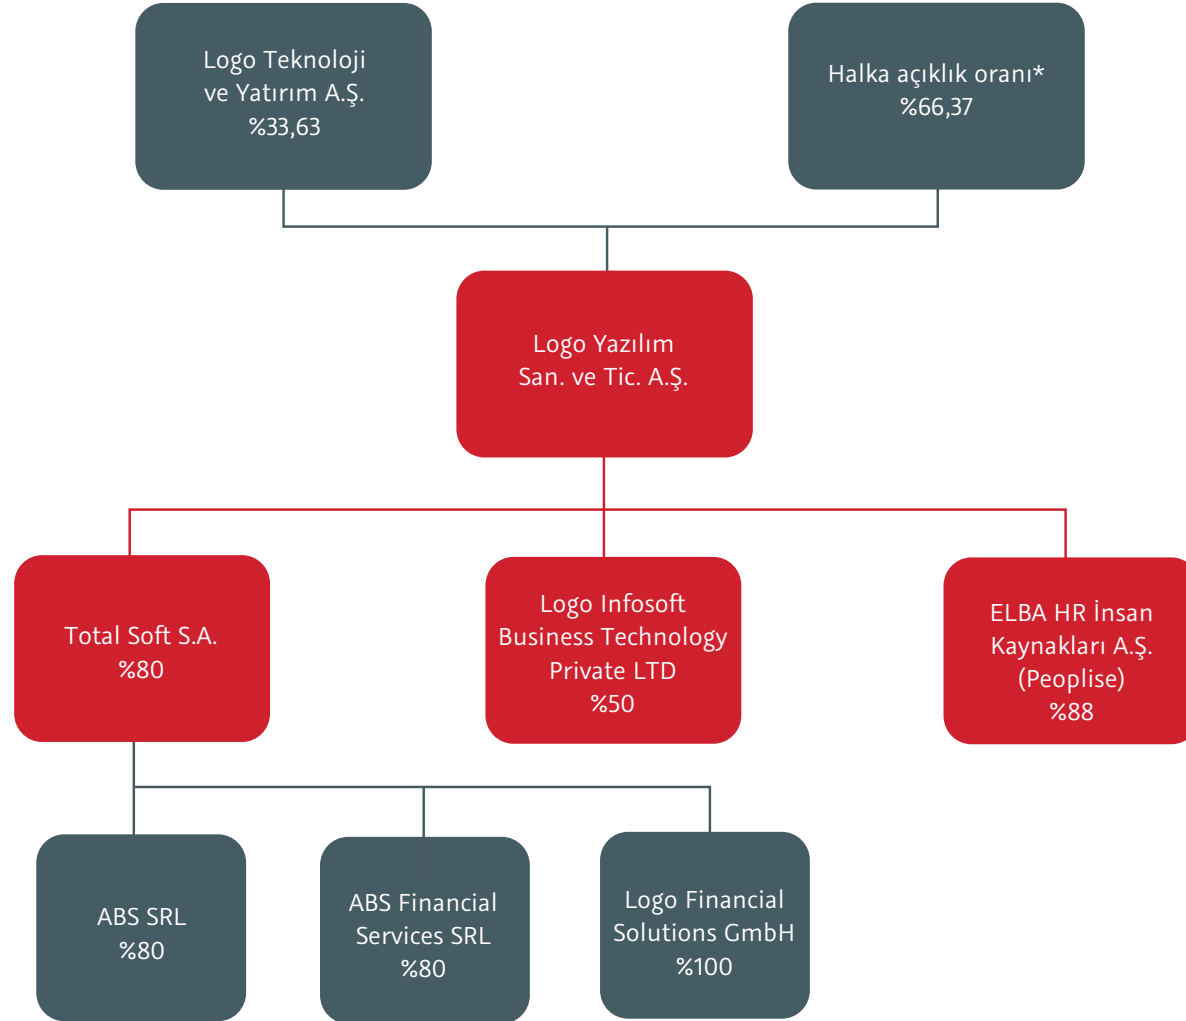 Logo Teknoloji
ve Yatırım A.Ş.
%33,63
Halka açıklık oranı*
%66,37
Logo Yazılım
San. ve Tic. A.Ş.
Total Soft S.A.
%80
Logo Infosoft
Business Technology
Private LTD
%50
ELBA HR İnsan
Kaynakları A.Ş.
(Peoplise)
%88
ABS SRL
%80
ABS Financial
Services SRL
%80
Logo Financial
Solutions GmbH
%100